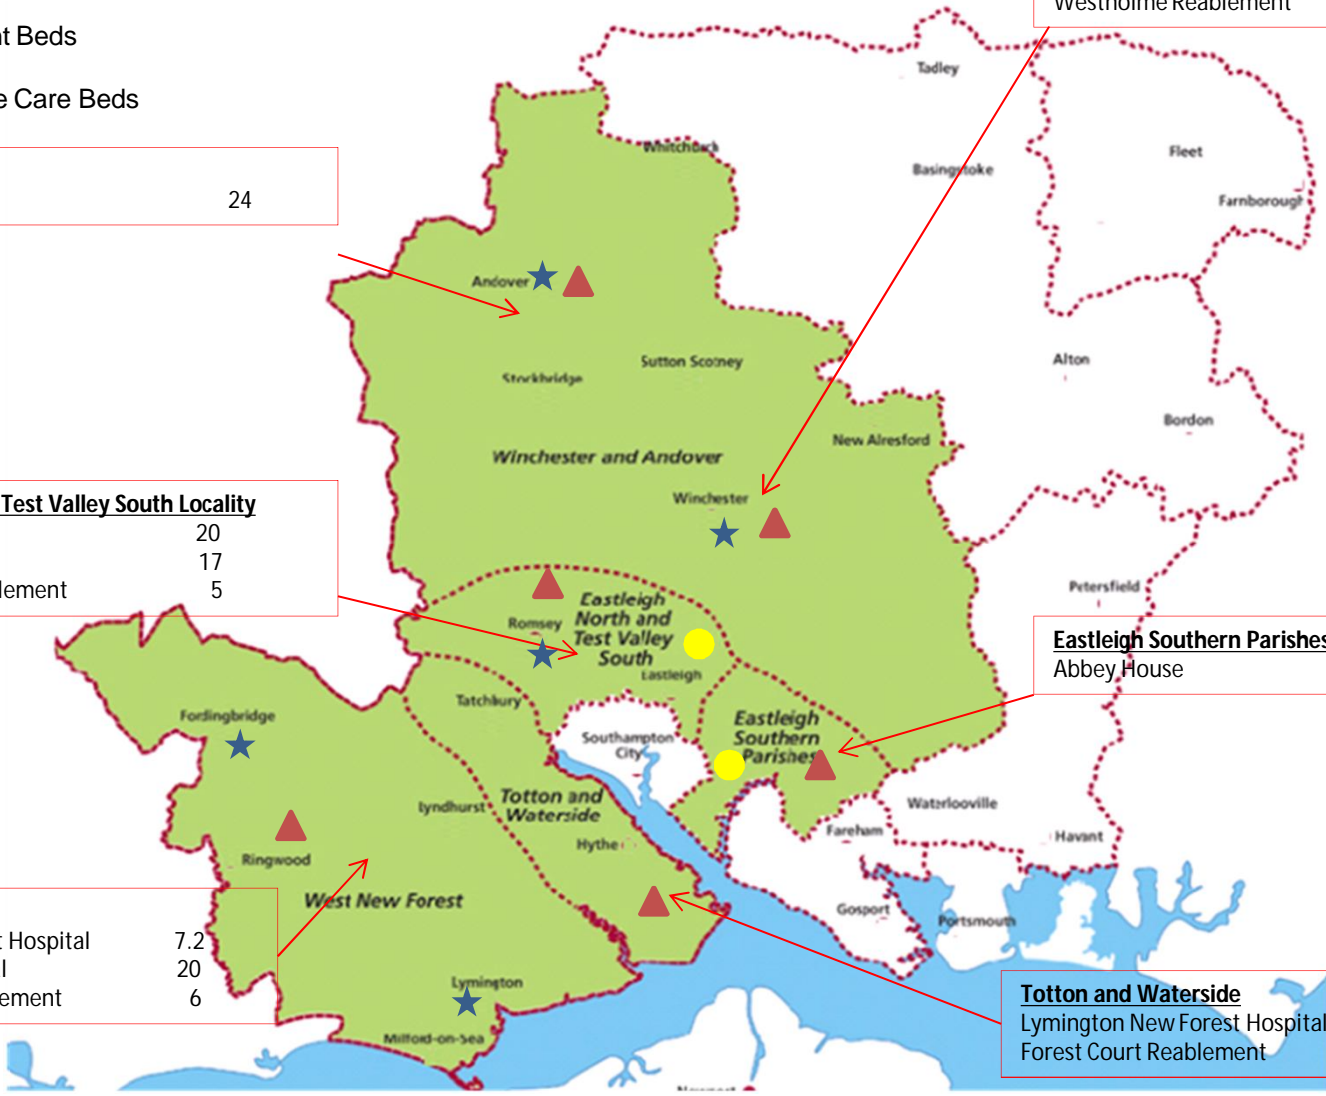 Westholme Reablement
t Beds
e Care Beds
24
Tadley
Whitchurch
Basingstoke
Fleet
Farnborough
Andover
Sutton Scotney
Stockbridge
Alton
Bordon
New Alresford
Winchester and Andover
Winchester
Test Valley South Locality
20
17
lement 5
Petersfield
Eastleigh
North and
Test Valley
South
Romsey
Eastleigh
Eastleigh Southern Parishes
Abbey House
Tatchbury
Fordingbridge
Southampton
City
Eastleigh
Southern
Parishes
Lyndhurst
Totton and
Waterside
Waterlooville
Fareham
Havant
Hythe
Ringwood
West New Forest
Gosport
Portsmouth
t Hospital 7.2
l 20
ement 6
Lymington
Milford-on-Sea
Totton and Waterside
Lymington New Forest Hospital
Forest Court Reablement
Newport